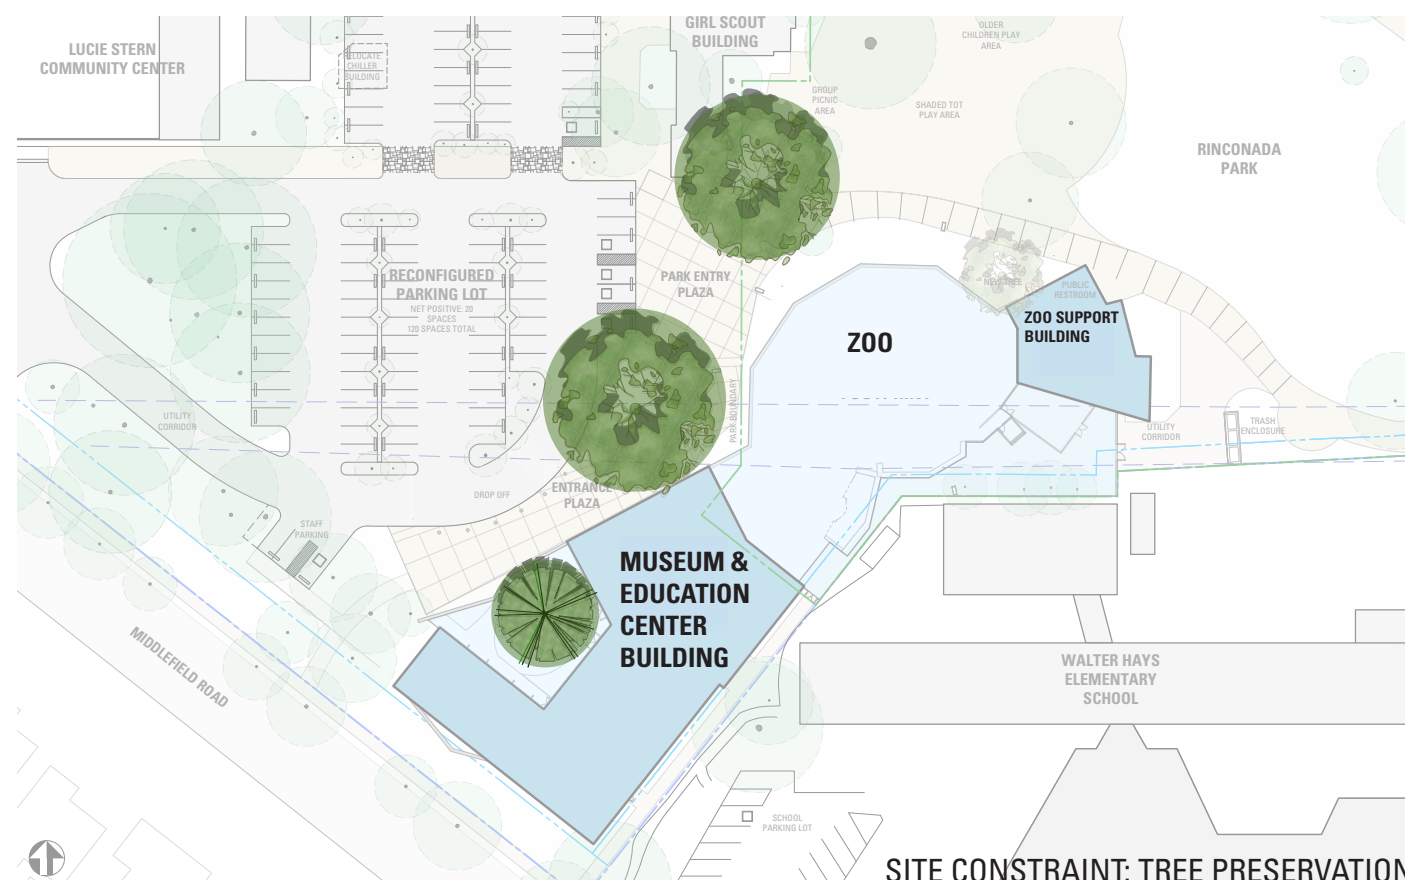 LUCIE STERN
COMMUNITY CENTER
RELOCATE
CHILLER
BUILDING
GIRL SCOUT
BUILDING
OLDER
CHILDREN PLAY
AREA
GROUP
PICNIC
AREA
SHADED TOT
PLAY AREA
RINCONADA
PARK
RECONFIGURED
PARKING LOT
NET POSITIVE: 20
SPACES
120 SPACES TOTAL
PARK ENTRY
PLAZA
NEW TREE
PUBLIC
RESTROOM
ZOO SUPPORT
BUILDING
ZOO
PARK BOUNDARY
UTILITY
CORRIDOR
UTILITY
CORRIDOR
TRASH
ENCLOSURE
DROP OFF
ENTRANCE
PLAZA
STAFF
PARKING
MUSEUM &
EDUCATION
CENTER
BUILDING
MIDDLEFIELD ROAD
WALTER HAYS
ELEMENTARY
SCHOOL
SCHOOL
PARKING LOT
SITE CONSTRAINT: TREE PRESERVATION